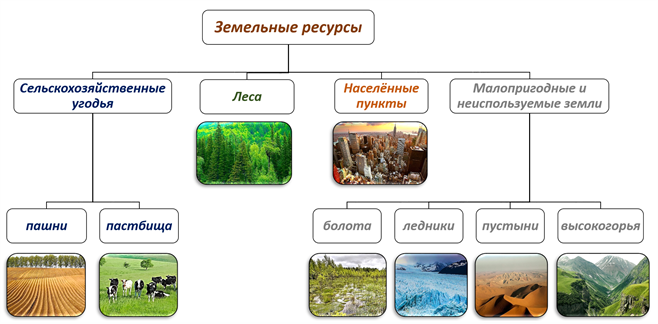 Земельные ресурсы
Сельскохозяйственные
угодья
Леса
Населённые
пункты
Малопригодные и
неиспользуемые земли
пашни
пастбища
болота
ледники
пустыни
высокогорья